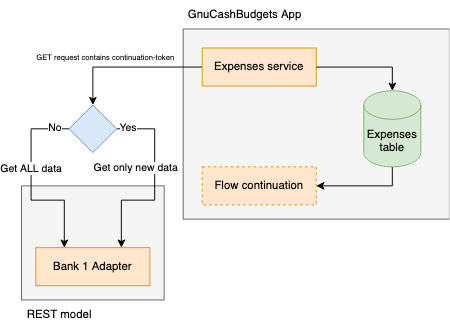 GnuCashBudgets App
GET request contains continuation-token
Expenses service
No
Yes
Expenses
table
Get ALL data
Get only new data
Flow continuation
Bank 1 Adapter
REST model